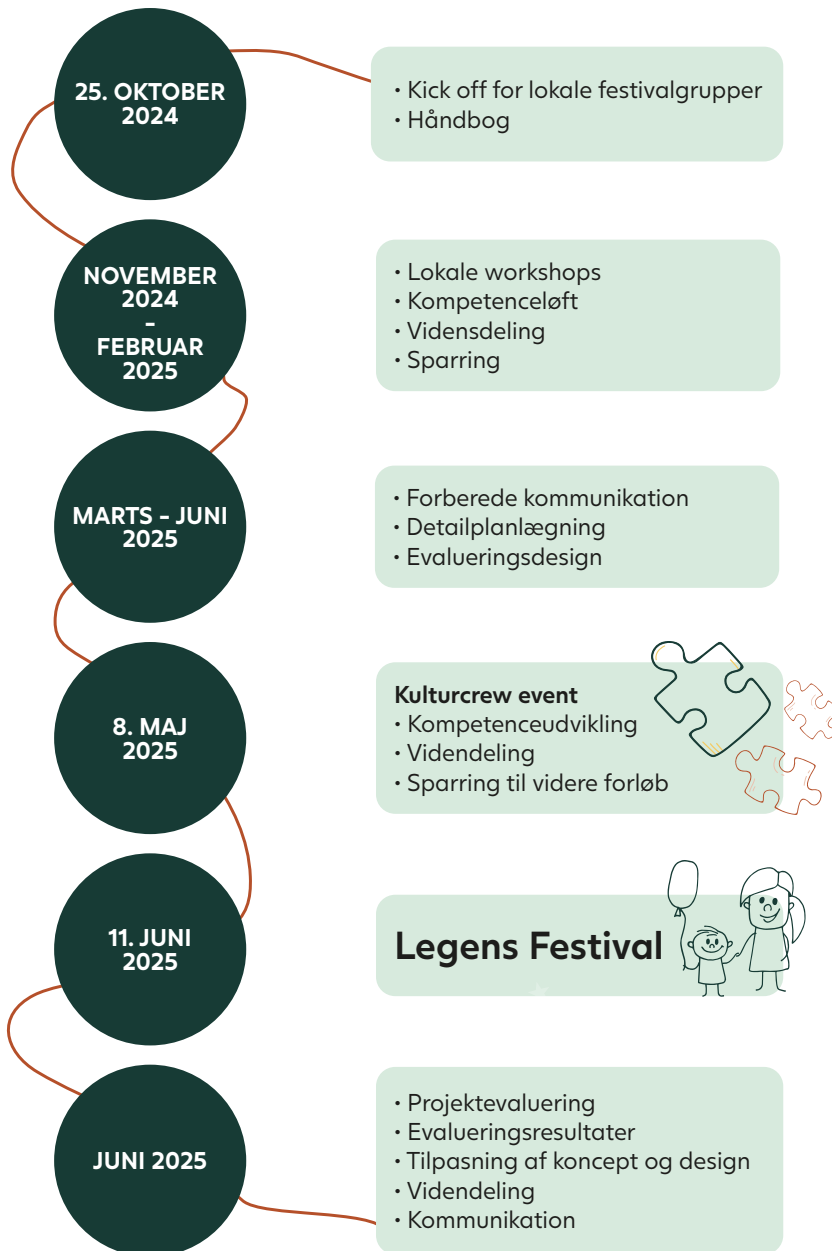 25. OKTOBER
2024
• Kick off for lokale festivalgrupper
• Håndbog
NOVEMBER
2024
–
FEBRUAR
2025
• Lokale workshops
• Kompetenceløft
• Vidensdeling
• Sparring
MARTS – JUNI
2025
• Forberede kommunikation
• Detailplanlægning
• Evalueringsdesign
8. MAJ
2025
Kulturcrew event
• Kompetenceudvikling
• Videndeling
• Sparring til videre forløb
11. JUNI
2025
Legens Festival
JUNI 2025
• Projektevaluering
• Evalueringsresultater
• Tilpasning af koncept og design
• Videndeling
• Kommunikation